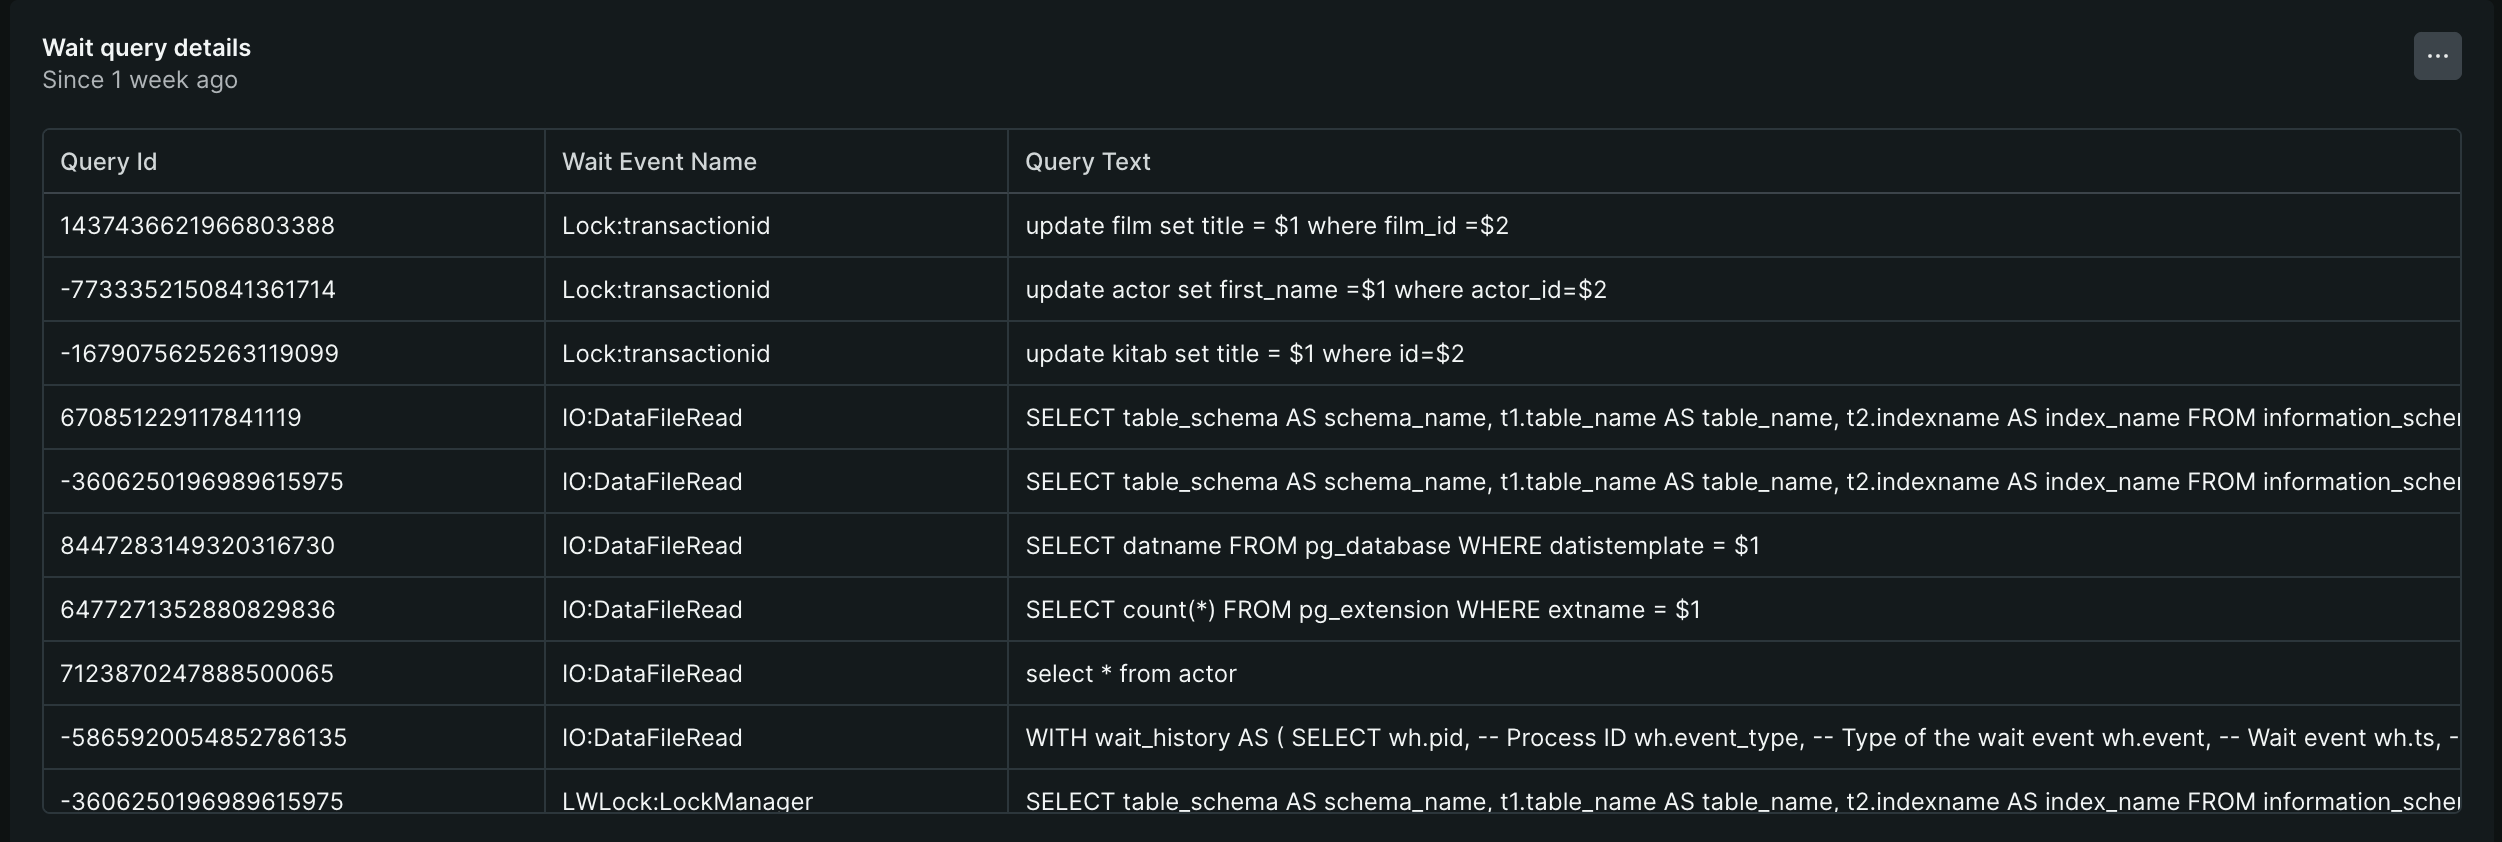 Wait query details
Since 1 week ago
...
Query Id Wait Event Name Query Text
1437436621966803388 Lock:transactionid update film set title = $1 where film_id =$2
-7733352150841361714 Lock:transactionid update actor set first_name =$1 where actor_id=$2
-1679075625263119099 Lock:transactionid update kitab set title = $1 where id=$2
670851229117841119 IO:DataFileRead SELECT table_schema AS schema_name, t1.table_name AS table_name, t2.indexname AS index_name FROM information_scher
-3606250196989615975 IO:DataFileRead SELECT table_schema AS schema_name, t1.table_name AS table_name, t2.indexname AS index_name FROM information_scher
8447283149320316730 IO:DataFileRead SELECT datname FROM pg_database WHERE datistemplate = $1
6477271352880829836 IO:DataFileRead SELECT count(*) FROM pg_extension WHERE extname = $1
7123870247888500065 IO:DataFileRead select * from actor
-5865920054852786135 IO:DataFileRead WITH wait_history AS ( SELECT wh.pid, -- Process ID wh.event_type, -- Type of the wait event wh.event, -- Wait event wh.ts, -
-3606250196989615975 LWLock:LockManager SELECT table_schema AS schema_name, t1.table_name AS table_name, t2.indexname AS index_name FROM information_scher